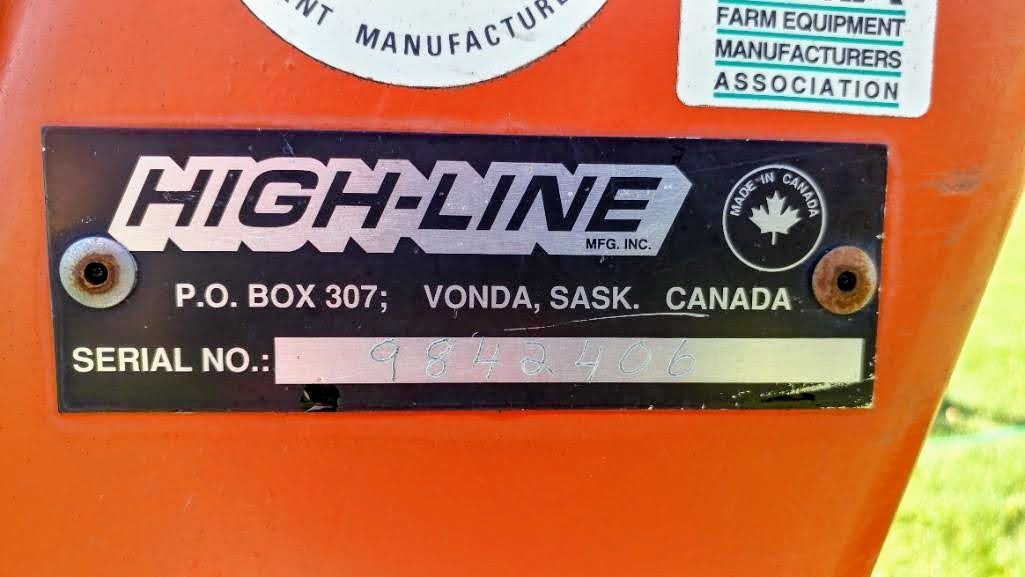 MANUFACTURE
FARM EQUIPMENT
MANUFACTURERS
ASSOCIATION
HIGH-LINE
MFG. INC.
MADE IN CANADA
P.O. BOX 307; VONDA, SASK. CANADA
SERIAL NO.: 9842406